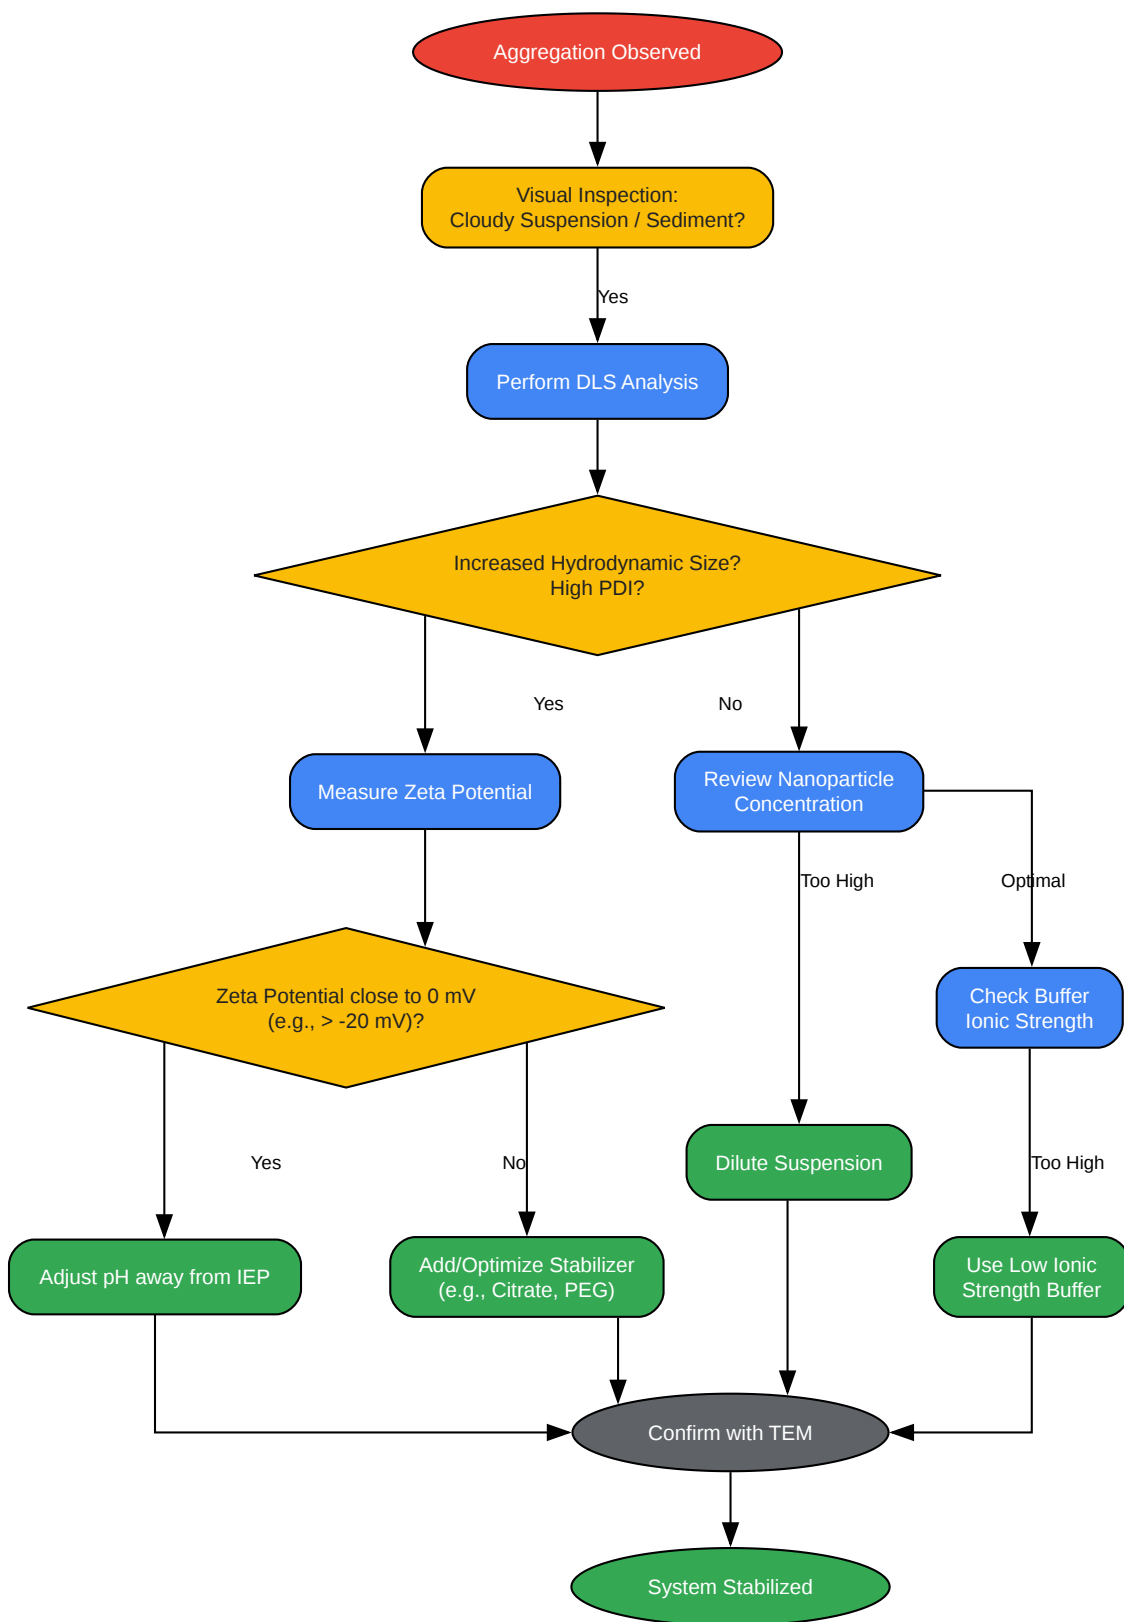 Aggregation Observed
Visual Inspection:
Cloudy Suspension / Sediment?
Yes
Perform DLS Analysis
Increased Hydrodynamic Size?
High PDI?
Yes
No
Measure Zeta Potential
Review Nanoparticle
Concentration
Too High
Optimal
Zeta Potential close to 0 mV
(e.g., > -20 mV)?
Check Buffer
Ionic Strength
Yes
No
Dilute Suspension
Too High
Adjust pH away from IEP
Add/Optimize Stabilizer
(e.g., Citrate, PEG)
Use Low Ionic
Strength Buffer
Confirm with TEM
System Stabilized